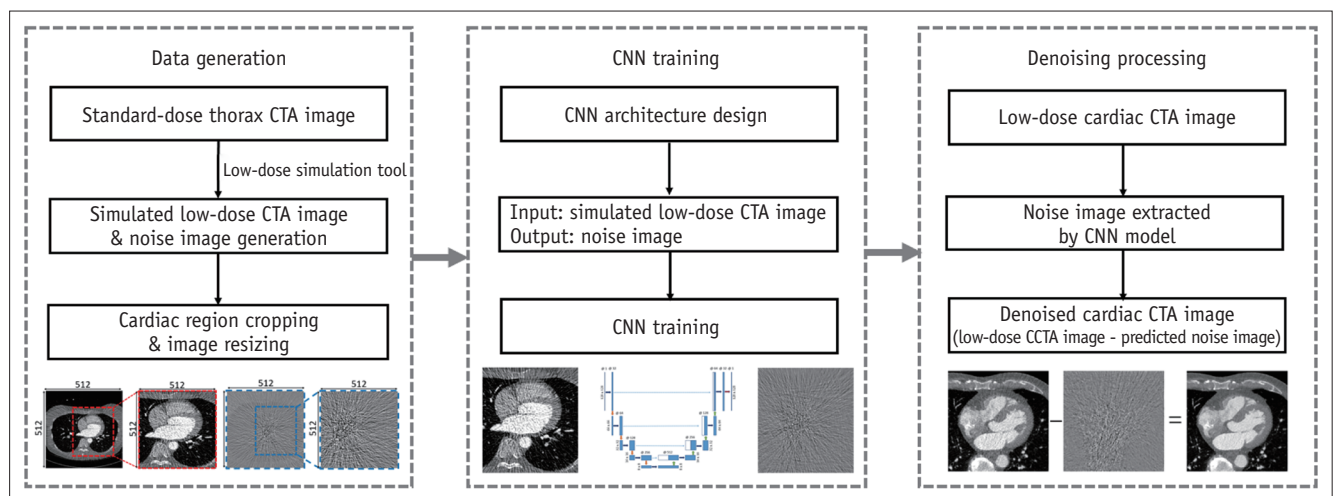 Data generation
Standard-dose thorax CTA image
Low-dose simulation tool
Simulated low-dose CTA image
& noise image generation
Cardiac region cropping
& image resizing
512
512
512
512
512
512
512
CNN training
CNN architecture design
Input: simulated low-dose CTA image
Output: noise image
CNN training
Denoising processing
Low-dose cardiac CTA image
Noise image extracted
by CNN model
Denoised cardiac CTA image
(low-dose CCTA image - predicted noise image)
− =